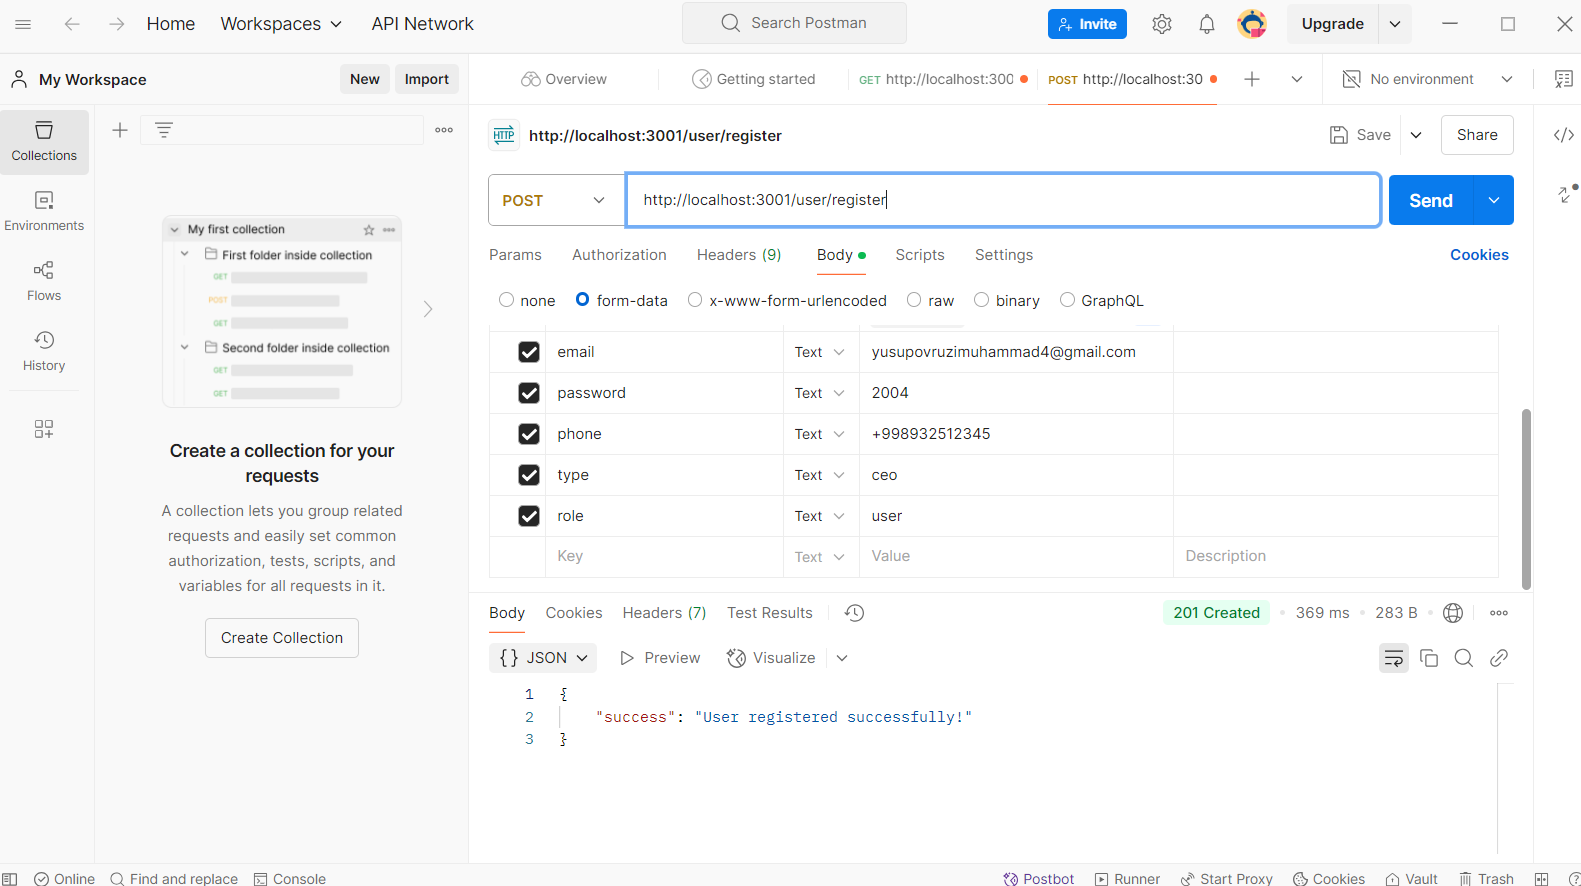 Home Workspaces API Network Search Postman Invite Upgrade
My Workspace New Import Overview Getting started GET http://localhost:300 POST http://localhost:30 No environment
Collections
Environments
Flows
History
My first collection
First folder inside collection
GET
POST
GET
Second folder inside collection
GET
GET
Create a collection for your
requests
A collection lets you group related
requests and easily set common
authorization, tests, scripts, and
variables for all requests in it.
Create Collection
HTTP http://localhost:3001/user/register Save Share
POST http://localhost:3001/user/register Send
Params Authorization Headers (9) Body Scripts Settings Cookies
none form-data x-www-form-urlencoded raw binary GraphQL
email Text yusupovruzimuhammad4@gmail.com
password Text 2004
phone Text +998932512345
type Text ceo
role Text user
Key Text Value Description
Body Cookies Headers (7) Test Results 201 Created 369 ms 283 B
{} JSON Preview Visualize
1 {
2 "success": "User registered successfully!"
3 }
Online Find and replace Console Postbot Runner Start Proxy Cookies Vault Trash